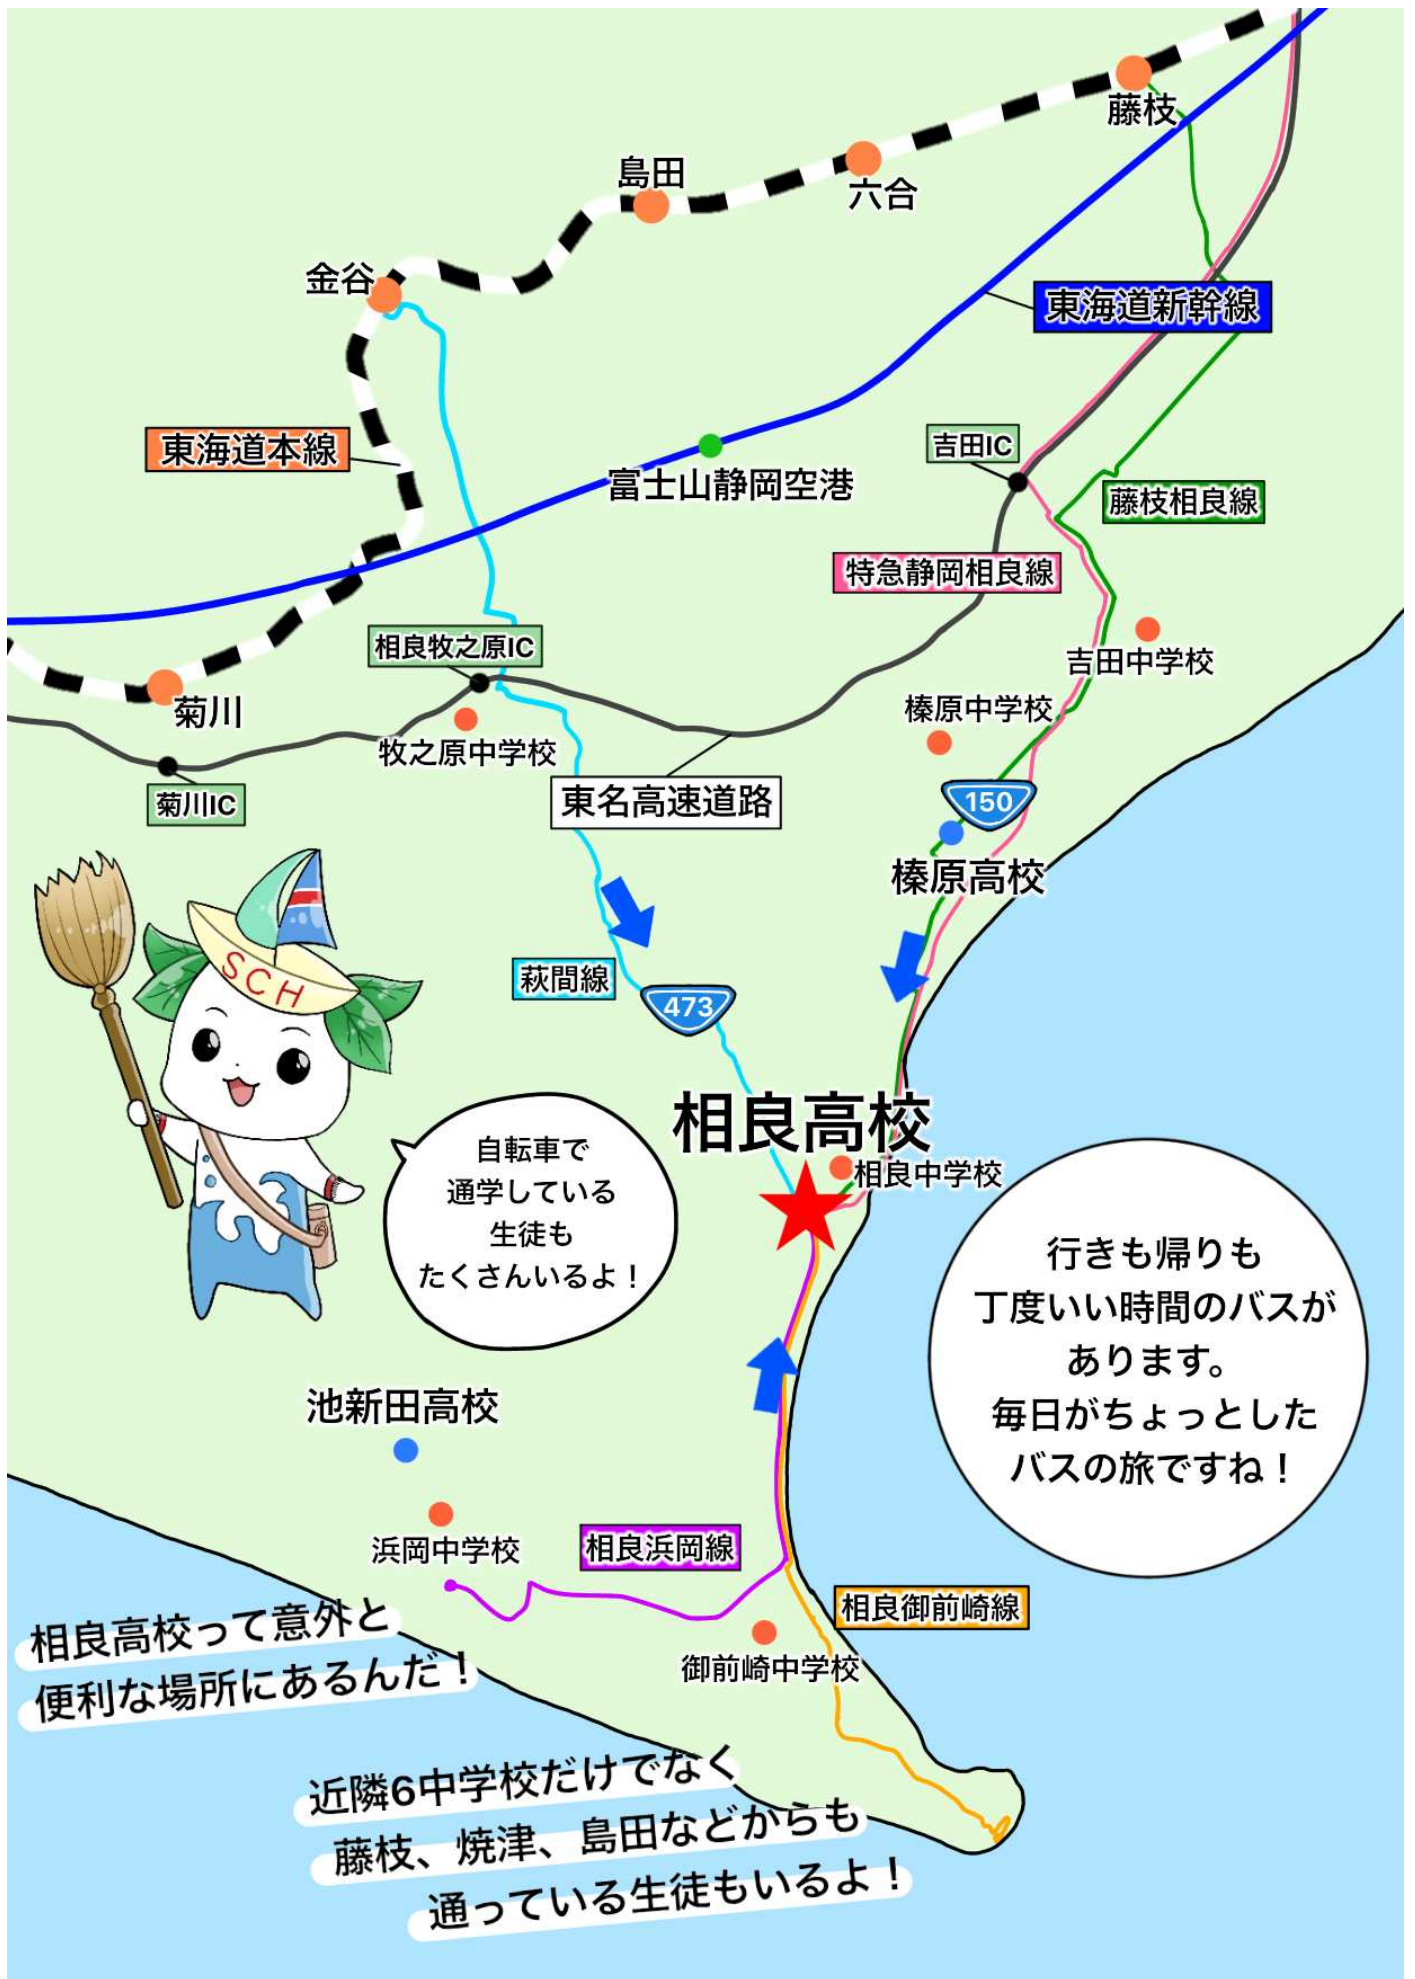 藤枝
島田
六合
金谷
東海道新幹線
東海道本線
吉田IC
富士山静岡空港
藤枝相良線
特急静岡相良線
相良牧之原IC
吉田中学校
菊川
榛原中学校
牧之原中学校
菊川IC
東名高速道路
150
榛原高校
SCH
萩間線
473
相良高校
相良中学校
自転車で
通学している
生徒も
たくさんいるよ！
行きも帰りも
丁度いい時間のバスが
あります。
毎日がちょっとした
バスの旅ですね！
池新田高校
浜岡中学校
相良浜岡線
相良御前崎線
御前崎中学校
相良高校って意外と
便利な場所にあるんだ！
近隣6中学校だけでなく
藤枝、焼津、島田などからも
通っている生徒もいるよ！